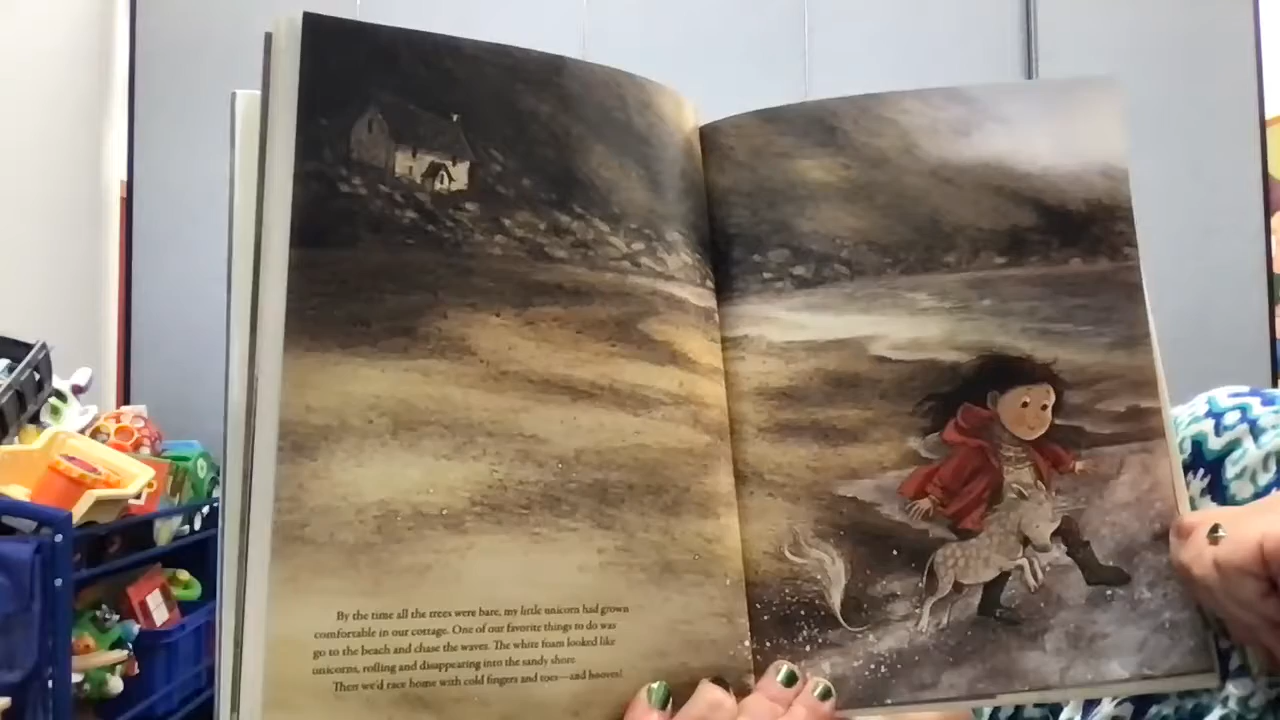 By the time all the trees were bare, my little unicorn had grown
comfortable in our cottage. One of our favorite things to do was
go to the beach and chase the waves. The white foam looked like
unicorns, rolling and disappearing into the sandy shore.
Then we'd race home with cold fingers and toes—and hooves!